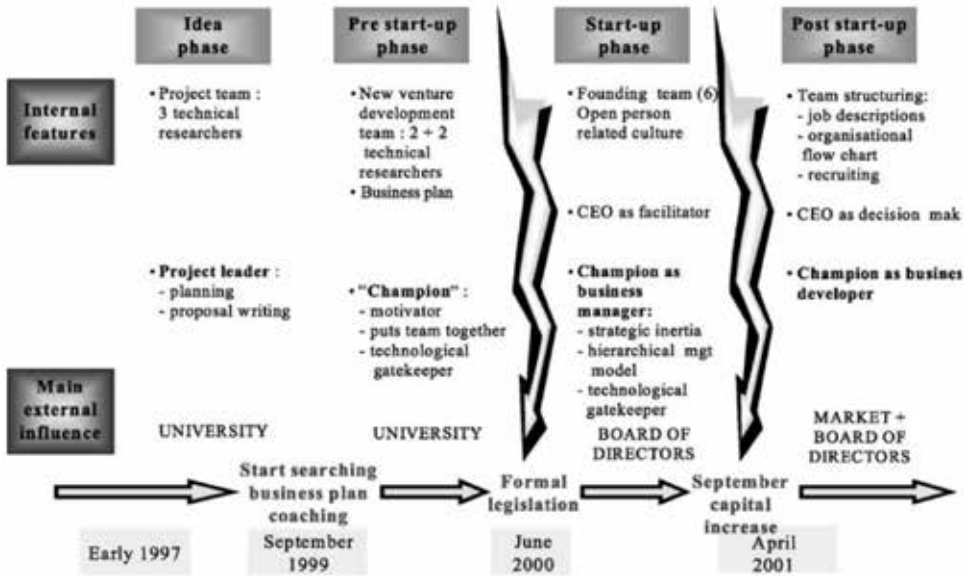 Idea
phase
Pre start-up
phase
Start-up
phase
Post start-up
phase
Internal
features
• Project team :
3 technical
researchers
• New venture
development
team : 2 + 2
technical
researchers
• Business plan
• Founding team (6)
Open person
related culture
• CEO as facilitator
• Team structuring:
- job descriptions
- organisational
flow chart
- recruiting
• CEO as decision mak
• Project leader :
- planning
- proposal writing
• "Champion" :
- motivator
- puts team together
- technological
gatekeeper
• Champion as
business
manager:
- strategic inertia
- hierarchical mgt
model
- technological
gatekeeper
• Champion as busines
developer
Main
external
influence
UNIVERSITY
UNIVERSITY
BOARD OF
DIRECTORS
MARKET +
BOARD OF
DIRECTORS
Start searching
business plan
coaching
Formal
legislation
September
capital
increase
Early 1997
September
1999
June
2000
April
2001